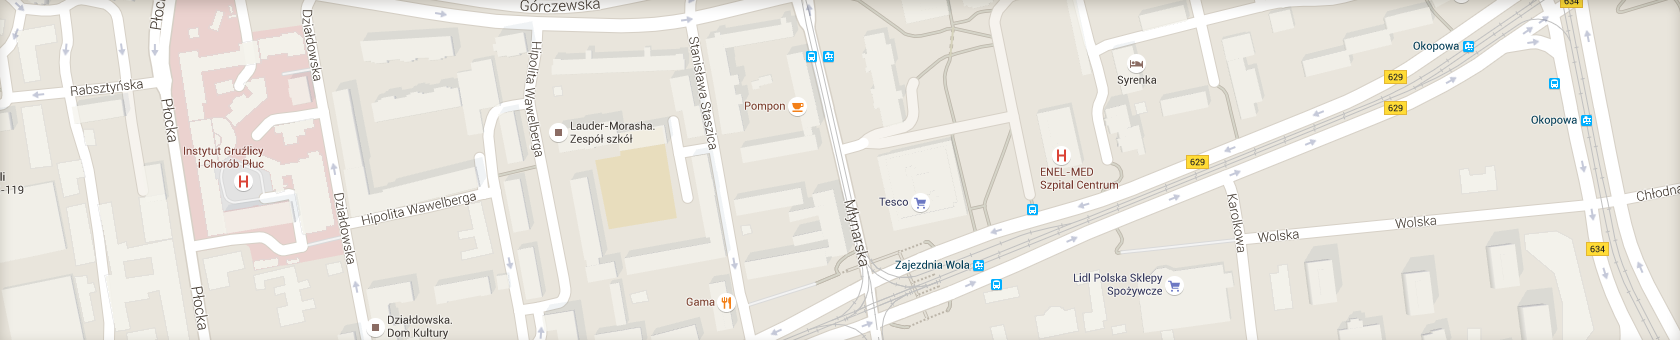 Górczewska
Płocka
Działdowska
Rabsztyńska
Płocka
Instytut Gruźlicy
i Chorób Płuc
H
li
-119
Działdowska
Płocka
Hipolita Wawelberga
Hipolita Wawelberga
Lauder-Morasha.
Zespół szkół
Stanisława Staszica
Pompon
Działdowska.
Dom Kultury
Gama
Młynarska
Tesco
Zajezdnia Wola
H
ENEL-MED
Szpital Centrum
Syrenka
Okopowa
634
629
629
629
Okopowa
Karolkowa
Wolska
Wolska
Chłodna
634
Lidl Polska Sklepy
Spożywcze